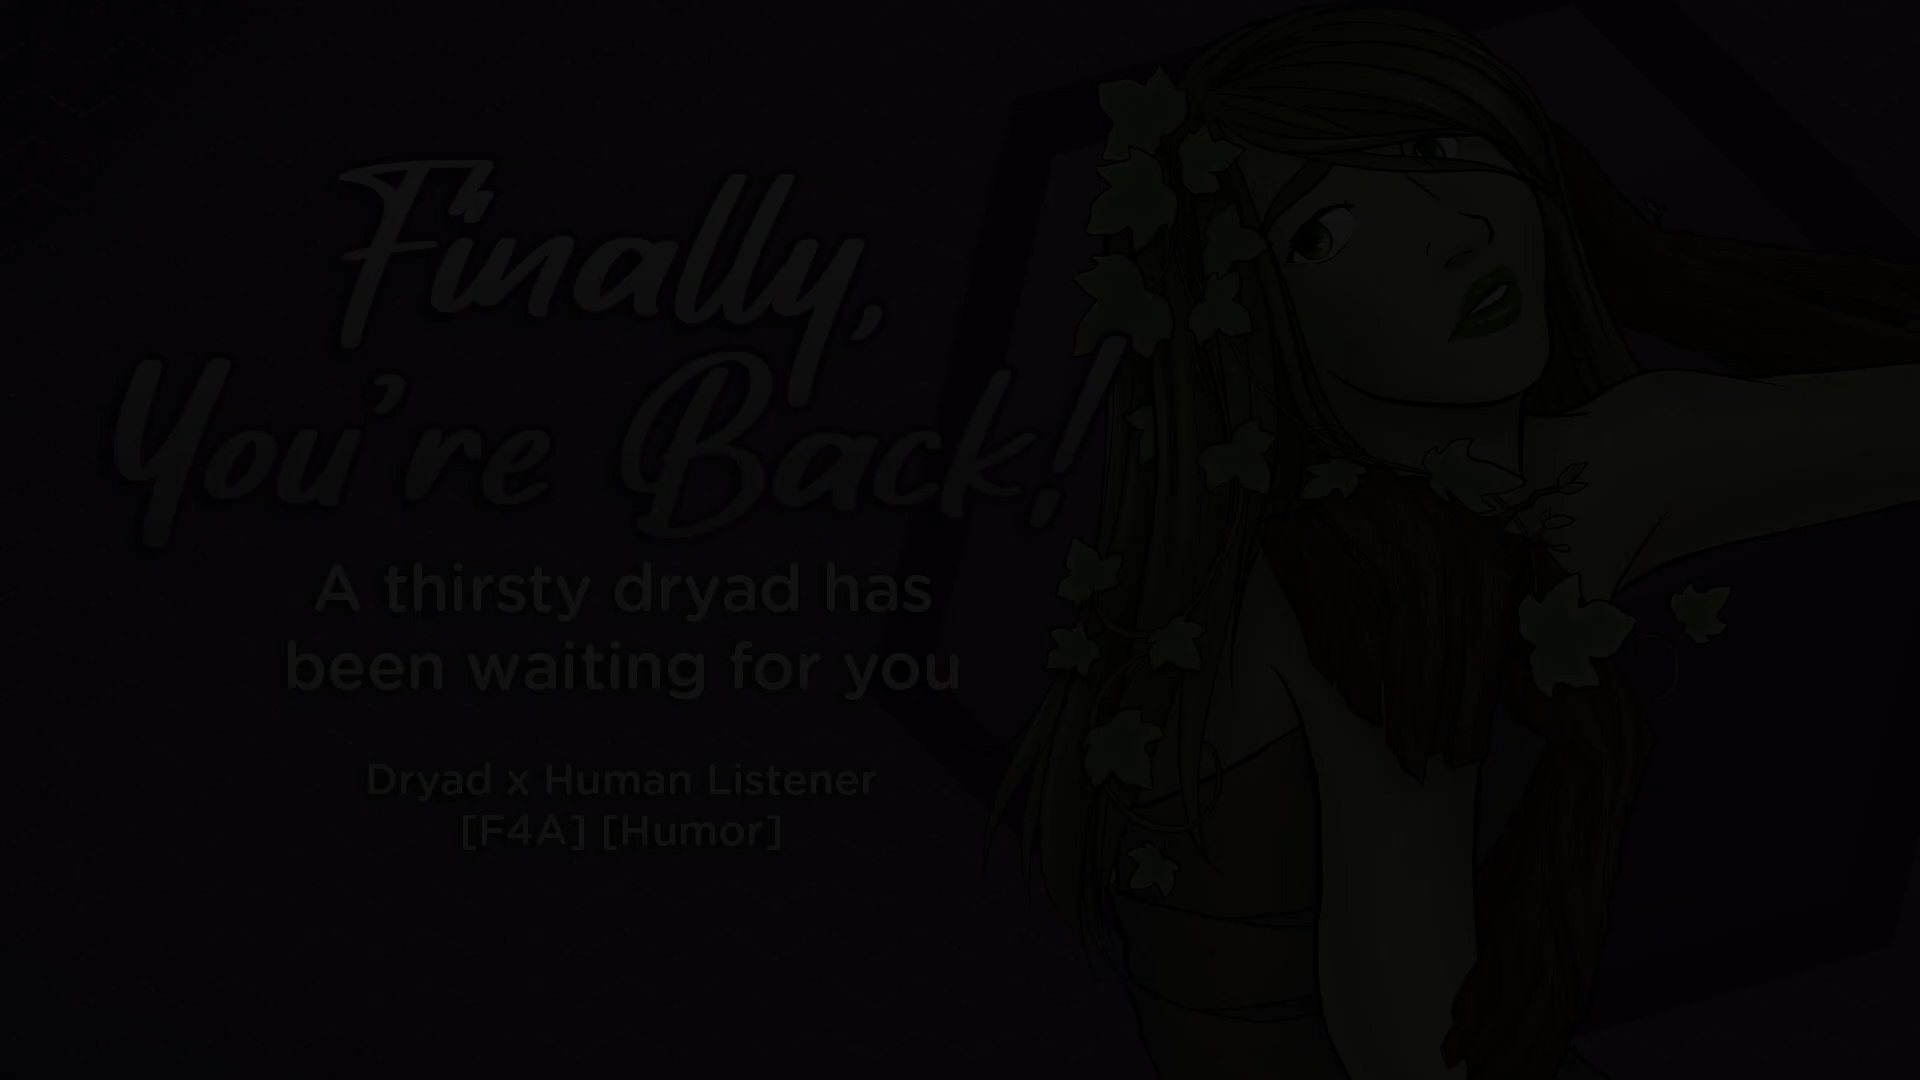 Finally,
You're Back!
A thirsty dryad has
been waiting for you
Dryad x Human Listener
[F4A] [Humor]